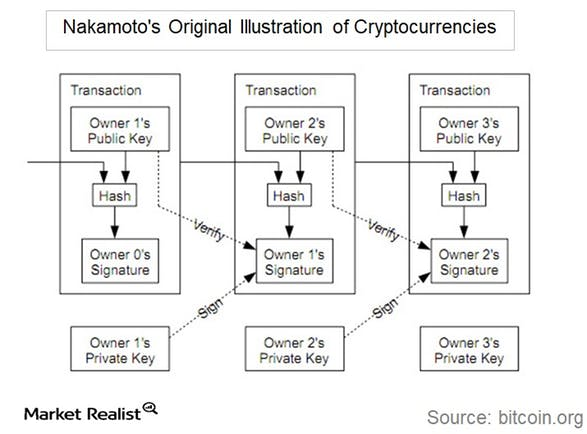 Nakamoto's Original Illustration of Cryptocurrencies
Transaction
Owner 1's
Public Key
Hash
Owner 0's
Signature
Transaction
Owner 2's
Public Key
Hash
Owner 1's
Signature
Transaction
Owner 3's
Public Key
Hash
Owner 2's
Signature
Verify
Verify
Sign
Sign
Owner 1's
Private Key
Owner 2's
Private Key
Owner 3's
Private Key
Market Realist
Source: bitcoin.org